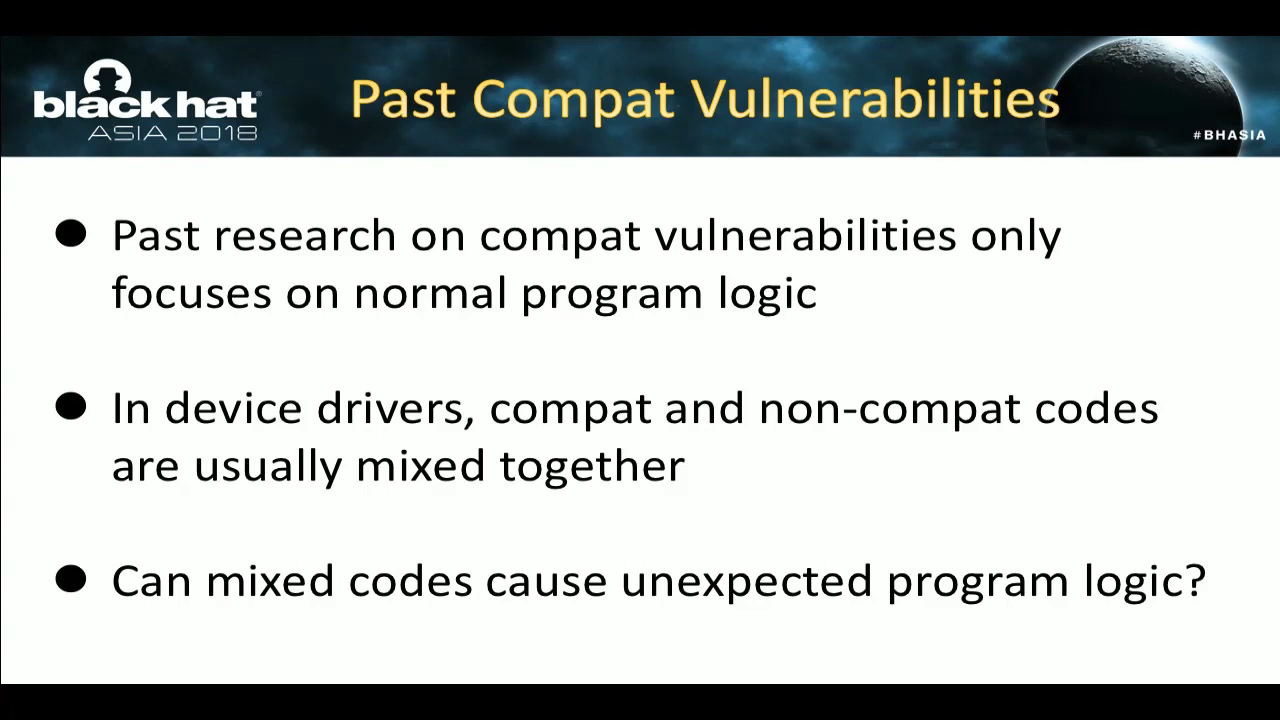 black hat®
ASIA 2018
Past Compat Vulnerabilities
#BHASIA
● Past research on compat vulnerabilities only
focuses on normal program logic
● In device drivers, compat and non-compat codes
are usually mixed together
● Can mixed codes cause unexpected program logic?